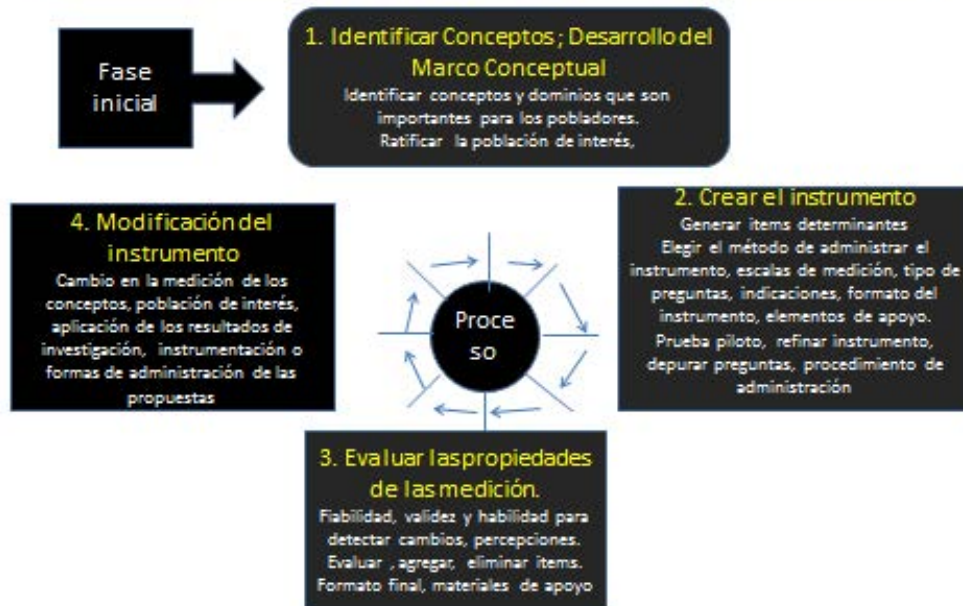 Fase
inicial
1. Identificar Conceptos ; Desarrollo del
Marco Conceptual
Identificar conceptos y dominios que son
importantes para los pobladores.
Ratificar la población de interés,
2. Crear el instrumento
Generar items determinantes
Elegir el método de administrar el
instrumento, escalas de medición, tipo de
preguntas, indicaciones, formato del
instrumento, elementos de apoyo.
Prueba piloto, refinar instrumento,
depurar preguntas, procedimiento de
administración
Proce
so
3. Evaluar laspropiedades
de las medición.
Fiabilidad, validez y habilidad para
detectar cambios, percepciones.
Evaluar , agregar, eliminar items.
Formato final, materiales de apoyo
4. Modificación del
instrumento
Cambio en la medición de los
conceptos, población de interés,
aplicación de los resultados de
investigación, instrumentación o
formas de administración de las
propuestas